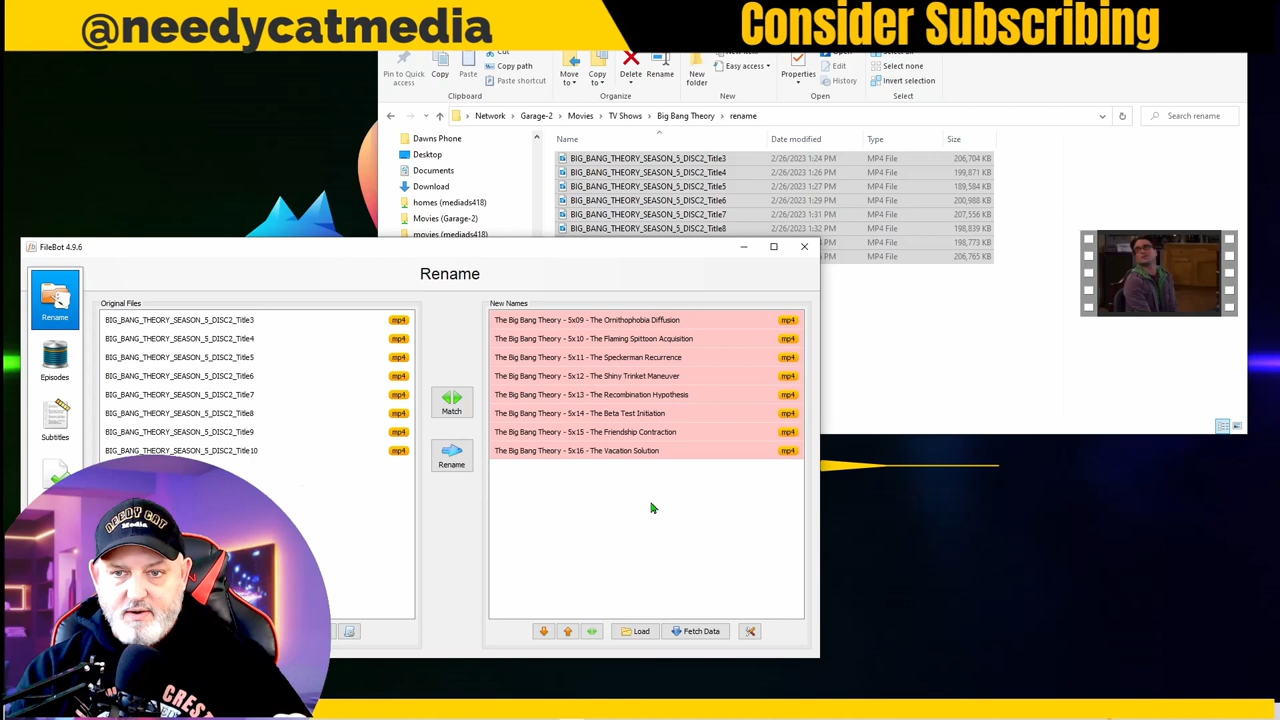 @needycatmedia
Consider Subscribing
Pin to Quick access
Copy
Paste
Cut
Copy path
Paste shortcut
Clipboard
Move to
Copy to
Delete
Rename
Organize
New folder
Easy access
New
Properties
Edit
History
Open
Select none
Invert selection
Select
Network > Garage-2 > Movies > TV Shows > Big Bang Theory > rename
Search rename
Dawns Phone
Desktop
Documents
Download
homes (mediads418)
Movies (Garage-2)
movies (mediads418)
Name Date modified Type Size
BIG_BANG_THEORY_SEASON_5_DISC2_Title3 2/26/2023 1:24 PM MP4 File 206,704 KB
BIG_BANG_THEORY_SEASON_5_DISC2_Title4 2/26/2023 1:26 PM MP4 File 199,871 KB
BIG_BANG_THEORY_SEASON_5_DISC2_Title5 2/26/2023 1:27 PM MP4 File 189,584 KB
BIG_BANG_THEORY_SEASON_5_DISC2_Title6 2/26/2023 1:29 PM MP4 File 200,988 KB
BIG_BANG_THEORY_SEASON_5_DISC2_Title7 2/26/2023 1:31 PM MP4 File 207,556 KB
BIG_BANG_THEORY_SEASON_5_DISC2_Title8 2/26/2023 1:32 PM MP4 File 198,839 KB
PM MP4 File 198,773 KB
PM MP4 File 206,765 KB
FileBot 4.9.6
Rename
Rename
Episodes
Subtitles
Original Files
BIG_BANG_THEORY_SEASON_5_DISC2_Title3 mp4
BIG_BANG_THEORY_SEASON_5_DISC2_Title4 mp4
BIG_BANG_THEORY_SEASON_5_DISC2_Title5 mp4
BIG_BANG_THEORY_SEASON_5_DISC2_Title6 mp4
BIG_BANG_THEORY_SEASON_5_DISC2_Title7 mp4
BIG_BANG_THEORY_SEASON_5_DISC2_Title8 mp4
BIG_BANG_THEORY_SEASON_5_DISC2_Title9 mp4
BIG_BANG_THEORY_SEASON_5_DISC2_Title10 mp4
Match
Rename
New Names
The Big Bang Theory - 5x09 - The Ornithophobia Diffusion mp4
The Big Bang Theory - 5x10 - The Flaming Spittoon Acquisition mp4
The Big Bang Theory - 5x11 - The Speckerman Recurrence mp4
The Big Bang Theory - 5x12 - The Shiny Trinket Maneuver mp4
The Big Bang Theory - 5x13 - The Recombination Hypothesis mp4
The Big Bang Theory - 5x14 - The Beta Test Initiation mp4
The Big Bang Theory - 5x15 - The Friendship Contraction mp4
The Big Bang Theory - 5x16 - The Vacation Solution mp4
Load
Fetch Data
NEEDY CAT
Media
CREST